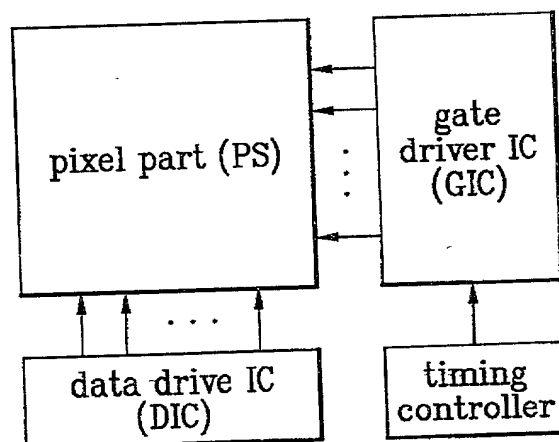 pixel part (PS)
gate
driver IC
(GIC)
data drive IC
(DIC)
timing
controller